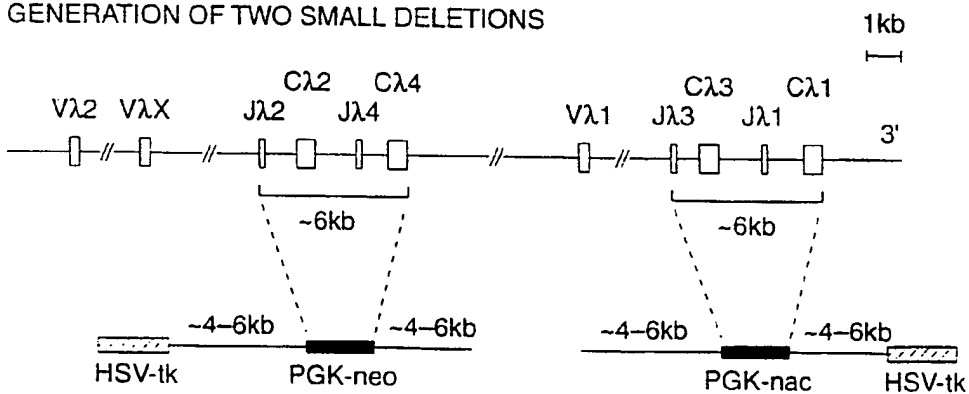 GENERATION OF TWO SMALL DELETIONS
1kb
Cλ2 Cλ4 Cλ3 Cλ1
Vλ2 VλX Jλ2 Jλ4 Vλ1 Jλ3 Jλ1 3'
~6kb ~6kb
~4–6kb ~4–6kb ~4–6kb ~4–6kb
HSV-tk PGK-neo PGK-nac HSV-tk